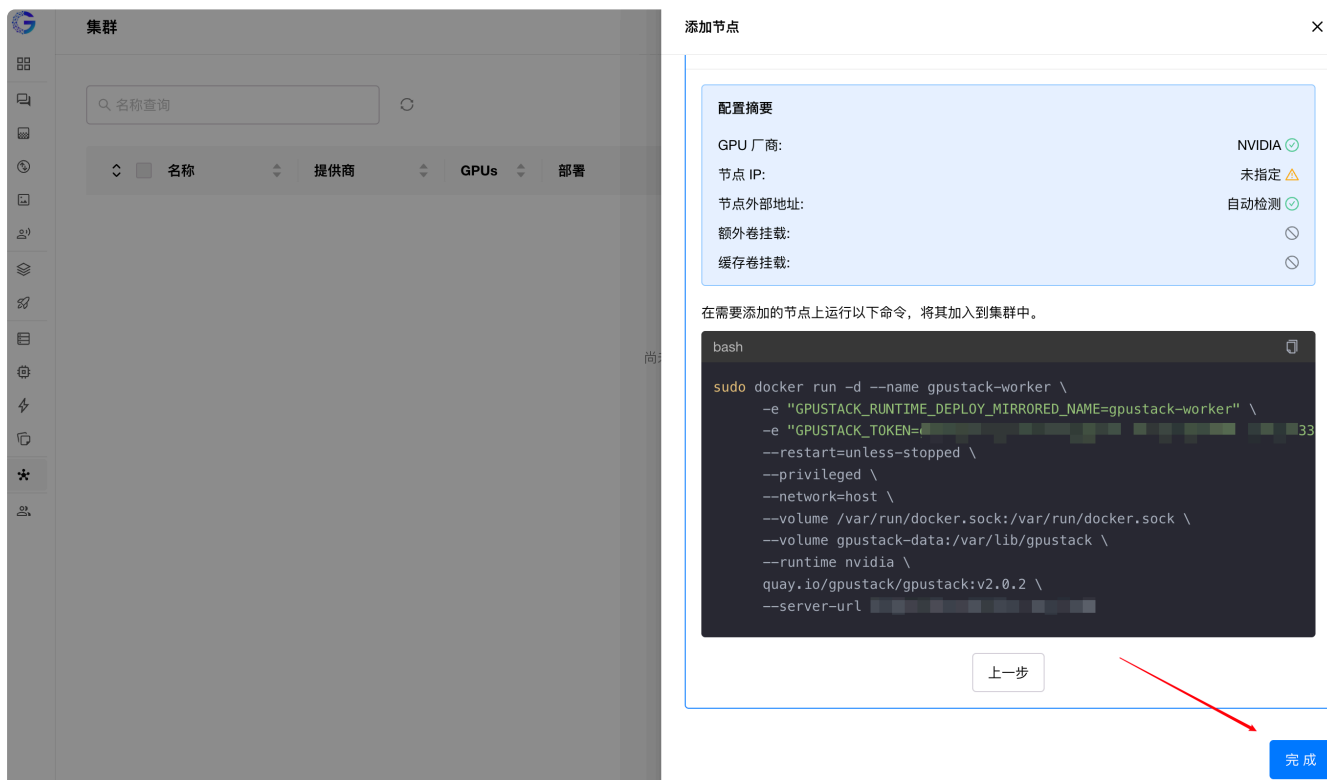 集群
添加节点
名称查询
名称
提供商
GPUs
部署
尚
配置摘要
GPU 厂商:
NVIDIA
节点 IP:
未指定
节点外部地址:
自动检测
额外卷挂载:
缓存卷挂载:
在需要添加的节点上运行以下命令，将其加入到集群中。
bash
sudo docker run -d --name gpustack-worker \
-e "GPUSTACK_RUNTIME_DEPLOY_MIRRORED_NAME=gpustack-worker" \
-e "GPUSTACK_TOKEN= 33
--restart=unless-stopped \
--privileged \
--network=host \
--volume /var/run/docker.sock:/var/run/docker.sock \
--volume gpustack-data:/var/lib/gpustack \
--runtime nvidia \
quay.io/gpustack/gpustack:v2.0.2 \
--server-url
上一步
完成